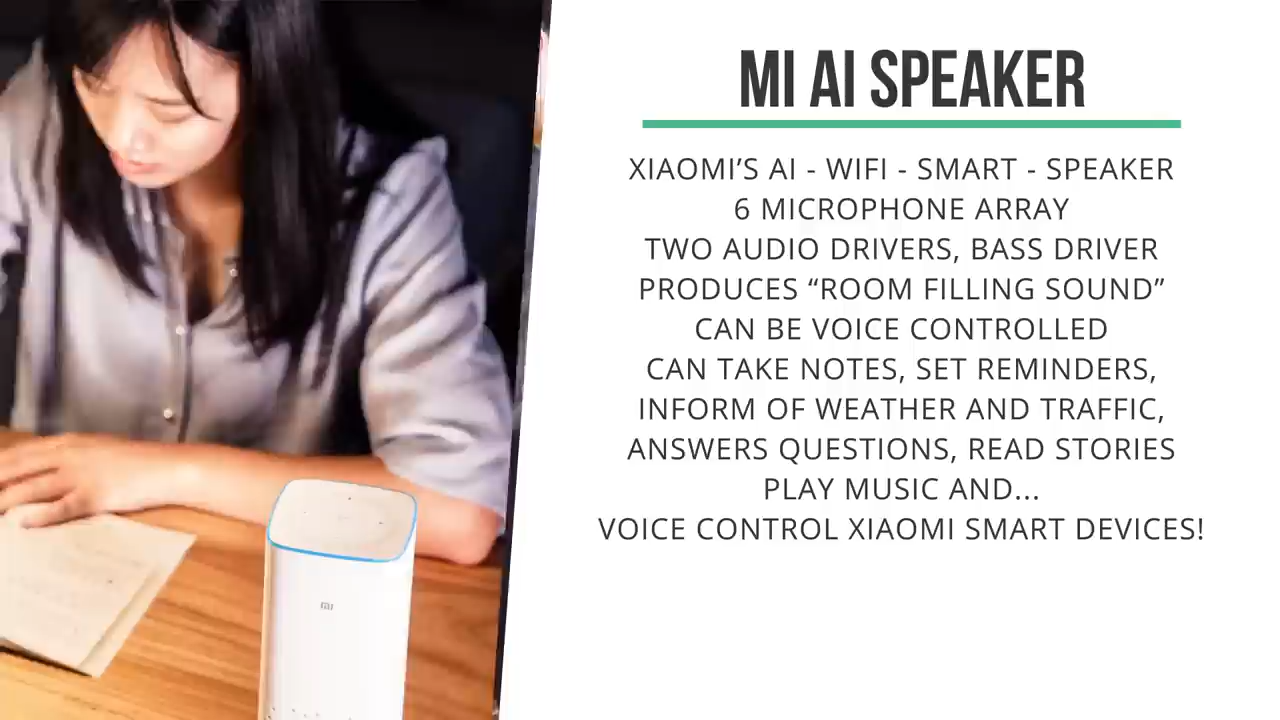 MI AI SPEAKER
XIAOMI’S AI - WIFI - SMART - SPEAKER
6 MICROPHONE ARRAY
TWO AUDIO DRIVERS, BASS DRIVER
PRODUCES “ROOM FILLING SOUND”
CAN BE VOICE CONTROLLED
CAN TAKE NOTES, SET REMINDERS,
INFORM OF WEATHER AND TRAFFIC,
ANSWERS QUESTIONS, READ STORIES
PLAY MUSIC AND...
VOICE CONTROL XIAOMI SMART DEVICES!
mi